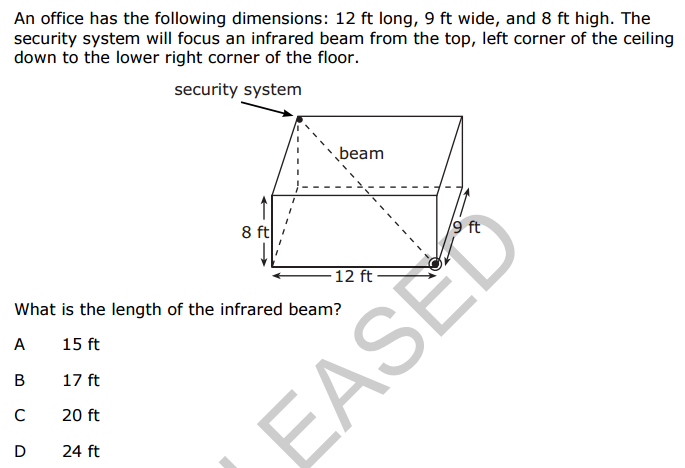 An office has the following dimensions: 12 ft long, 9 ft wide, and 8 ft high. The
security system will focus an infrared beam from the top, left corner of the ceiling
down to the lower right corner of the floor.
security system
beam
8 ft
9 ft
12 ft
What is the length of the infrared beam?
A 15 ft
B 17 ft
C 20 ft
D 24 ft
LEASED